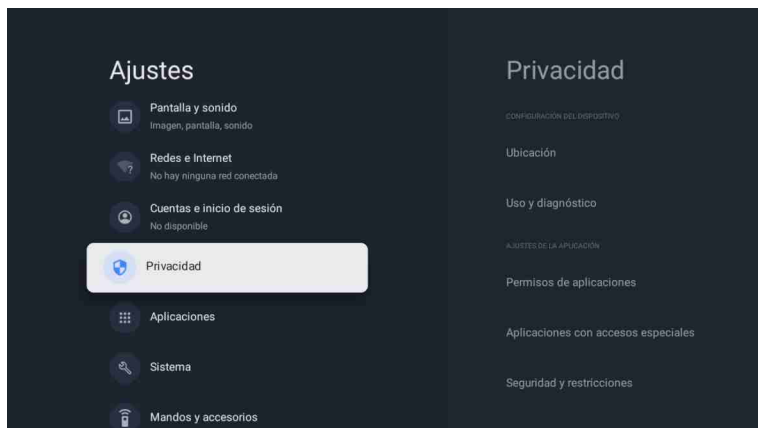 Ajustes
Pantalla y sonido
Imagen, pantalla, sonido
Redes e Internet
No hay ninguna red conectada
Cuentas e inicio de sesión
No disponible
Privacidad
Aplicaciones
Sistema
Mandos y accesorios
Privacidad
CONFIGURACIÓN DEL DISPOSITIVO
Ubicación
Uso y diagnóstico
AJUSTES DE LA APLICACIÓN
Permisos de aplicaciones
Aplicaciones con accesos especiales
Seguridad y restricciones